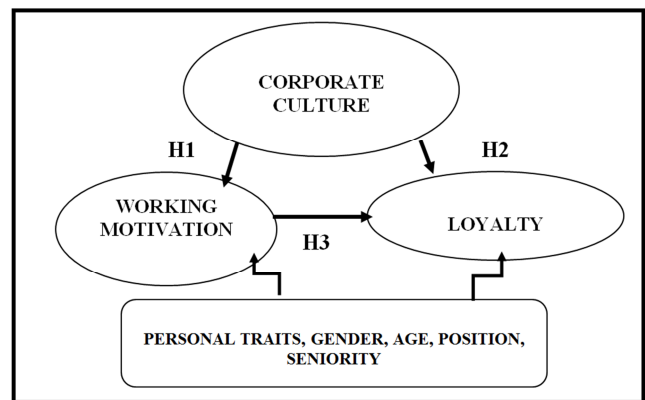 CORPORATE
CULTURE
H1
H2
WORKING
MOTIVATION
LOYALTY
H3
PERSONAL TRAITS, GENDER, AGE, POSITION,
SENIORITY